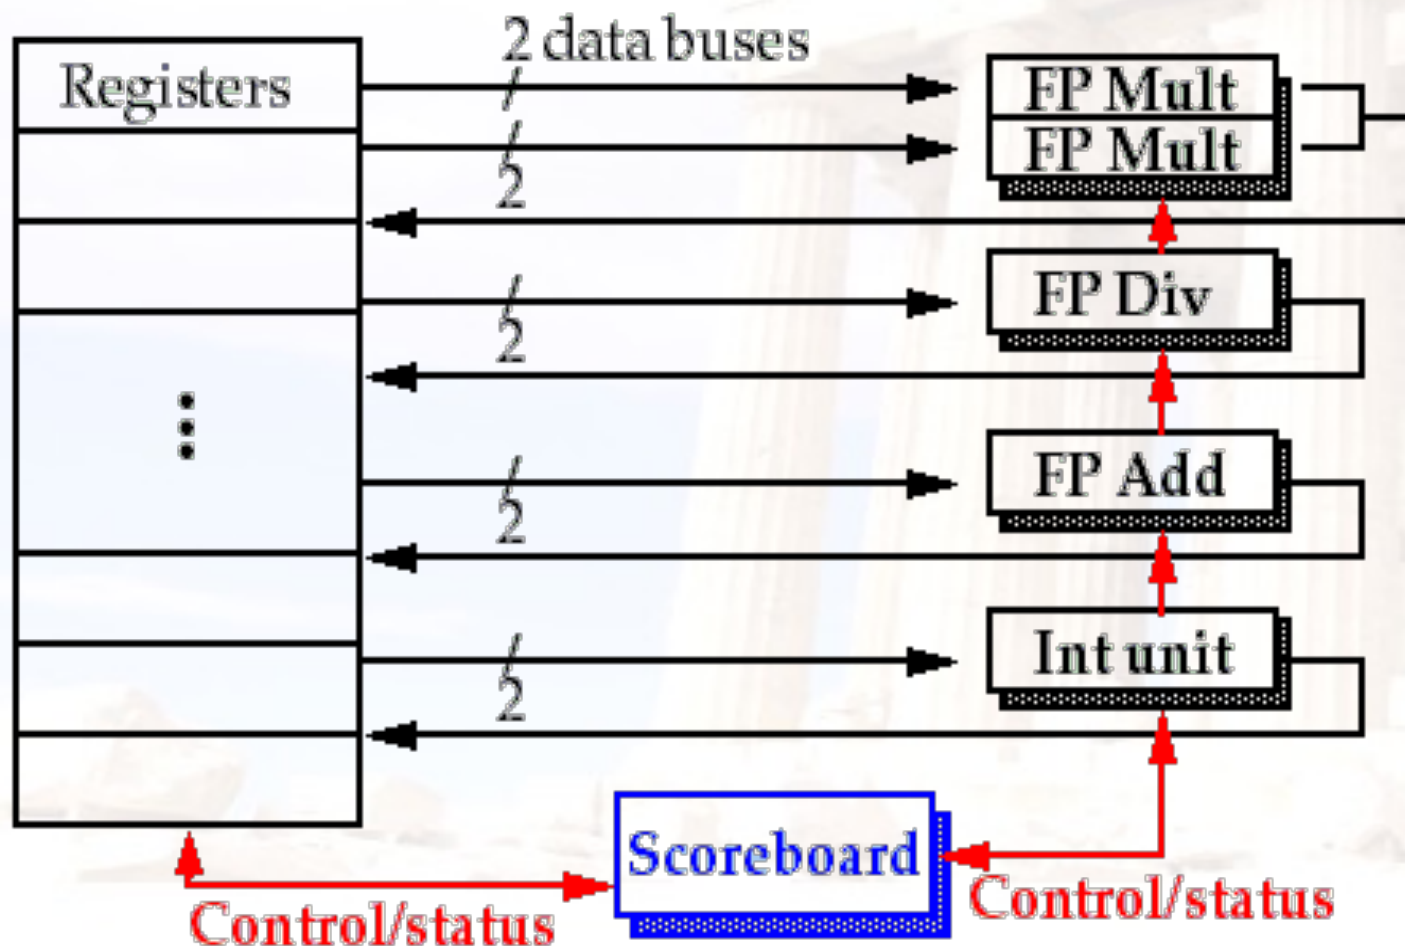 2 data buses
Registers
FP Mult
FP Mult
2
FP Div
2
FP Add
2
Int unit
2
Scoreboard
Control/status
Control/status